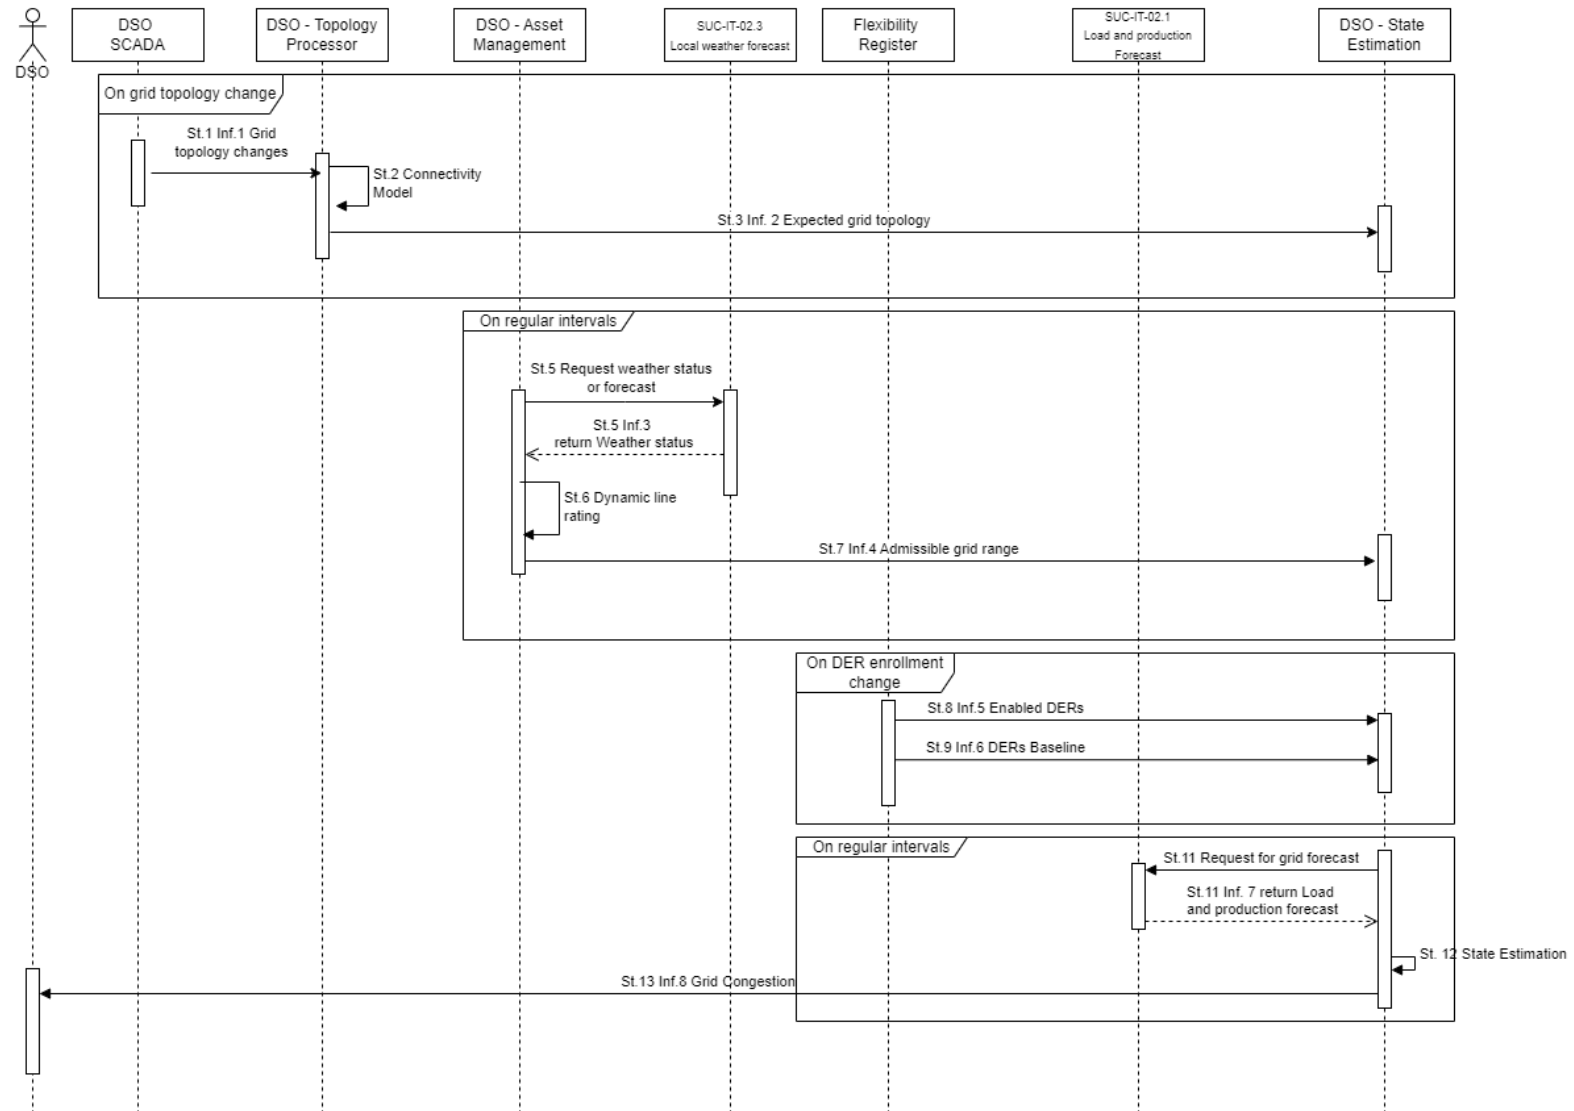 DSO
SCADA
DSO - Topology
Processor
DSO - Asset
Management
SUC-IT-02.3
Local weather forecast
Flexibility
Register
SUC-IT-02.1
Load and production
Forecast
DSO - State
Estimation
DSO
On grid topology change
St.1 Inf.1 Grid
topology changes
St.2 Connectivity
Model
St.3 Inf. 2 Expected grid topology
On regular intervals
St.5 Request weather status
or forecast
St.5 Inf.3
return Weather status
St.6 Dynamic line
rating
St.7 Inf.4 Admissible grid range
On DER enrollment
change
St.8 Inf.5 Enabled DERs
St.9 Inf.6 DERs Baseline
On regular intervals
St.11 Request for grid forecast
St.11 Inf. 7 return Load
and production forecast
St. 12 State Estimation
St.13 Inf.8 Grid Congestion